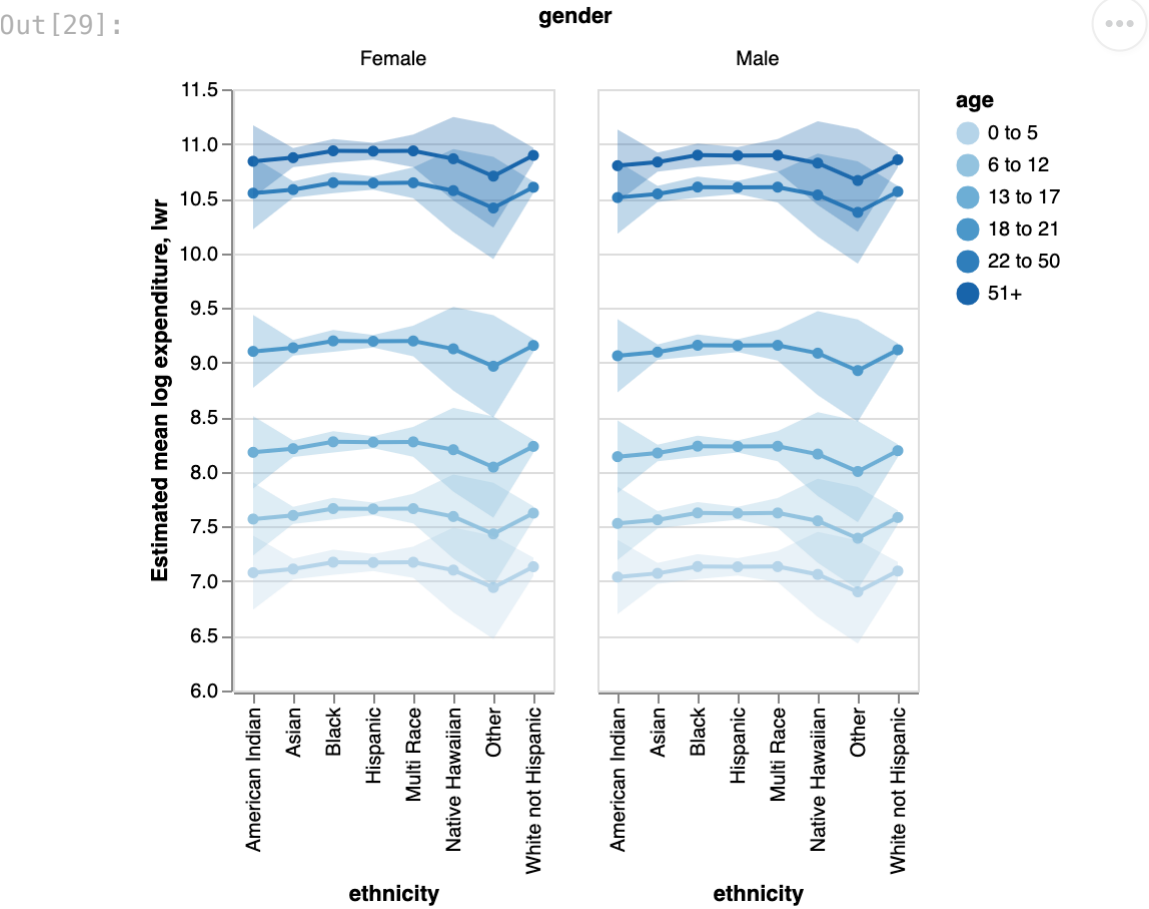 Out[29]:
gender
Female
Male
Estimated mean log expenditure, lwr
11.5
11.0
10.5
10.0
9.5
9.0
8.5
8.0
7.5
7.0
6.5
6.0
American Indian
Asian
Black
Hispanic
Multi Race
Native Hawaiian
Other
White not Hispanic
ethnicity
American Indian
Asian
Black
Hispanic
Multi Race
Native Hawaiian
Other
White not Hispanic
ethnicity
age
0 to 5
6 to 12
13 to 17
18 to 21
22 to 50
51+